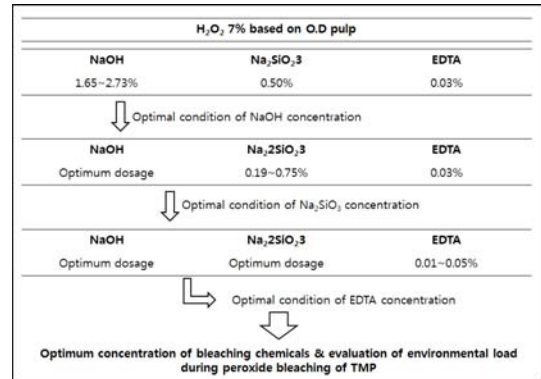 H₂O₂ 7% based on O.D pulp
NaOH Na₂SiO₂3 EDTA
1.65~2.73% 0.50% 0.03%
Optimal condition of NaOH concentration
NaOH Na₂2SiO₂3 EDTA
Optimum dosage 0.19~0.75% 0.03%
Optimal condition of Na₂SiO₃ concentration
NaOH Na₂2SiO₂3 EDTA
Optimum dosage Optimum dosage 0.01~0.05%
Optimal condition of EDTA concentration
Optimum concentration of bleaching chemicals & evaluation of environmental load
during peroxide bleaching of TMP